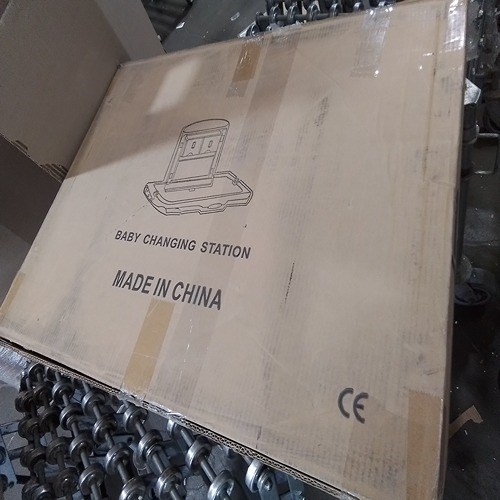 BABY CHANGING STATION
MADE IN CHINA
CE